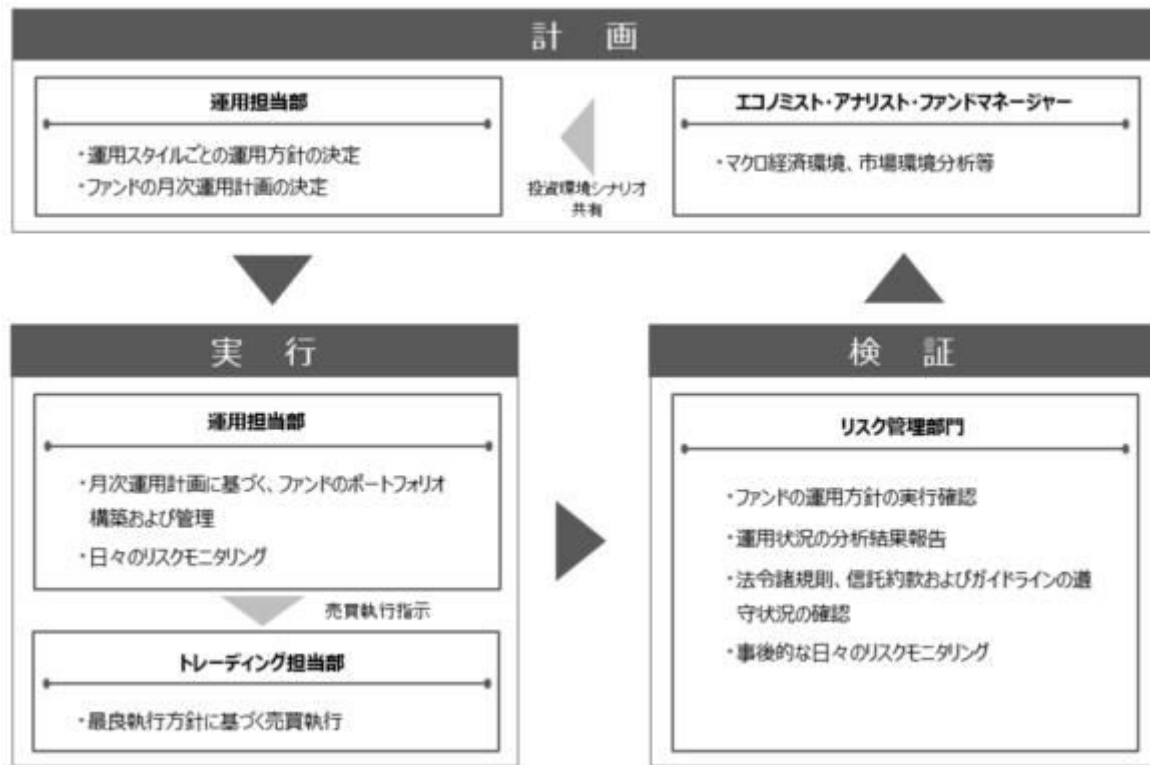 計 画
運用担当部
・運用スタイルごとの運用方針の決定
・ファンドの月次運用計画の決定
投資環境シナリオ
共有
エコノミスト・アナリスト・ファンドマネージャー
・マクロ経済環境、市場環境分析等
実 行
運用担当部
・月次運用計画に基づく、ファンドのポートフォリオ
構築および管理
・日々のリスクモニタリング
売買執行指示
トレーディング担当部
・最良執行方針に基づく売買執行
検 証
リスク管理部門
・ファンドの運用方針の実行確認
・運用状況の分析結果報告
・法令諸規則、信託約款およびガイドラインの遵
守状況の確認
・事後的な日々のリスクモニタリング